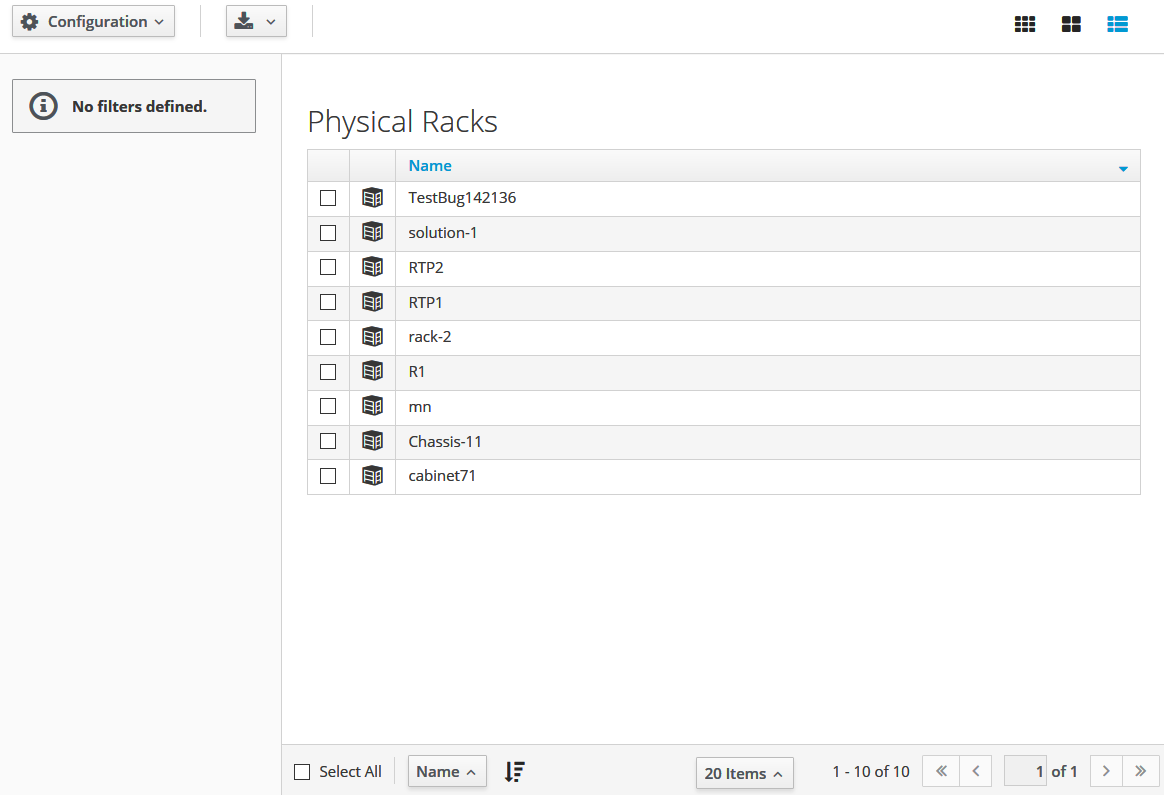 Configuration
No filters defined.
Physical Racks
Name
TestBug142136
solution-1
RTP2
RTP1
rack-2
R1
mn
Chassis-11
cabinet71
Select All Name 20 Items 1 - 10 of 10 1 of 1